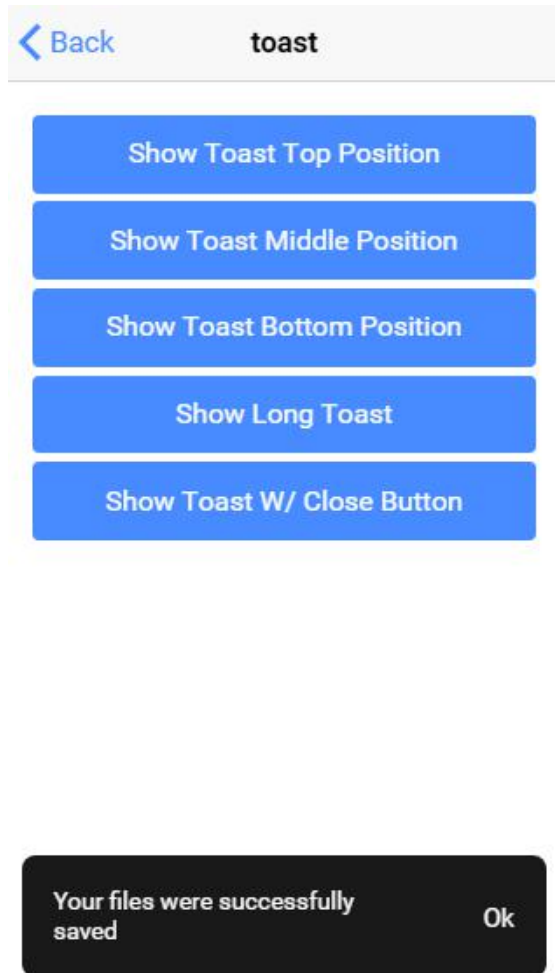 Back
toast
Show Toast Top Position
Show Toast Middle Position
Show Toast Bottom Position
Show Long Toast
Show Toast W/ Close Button
Your files were successfully
saved
Ok